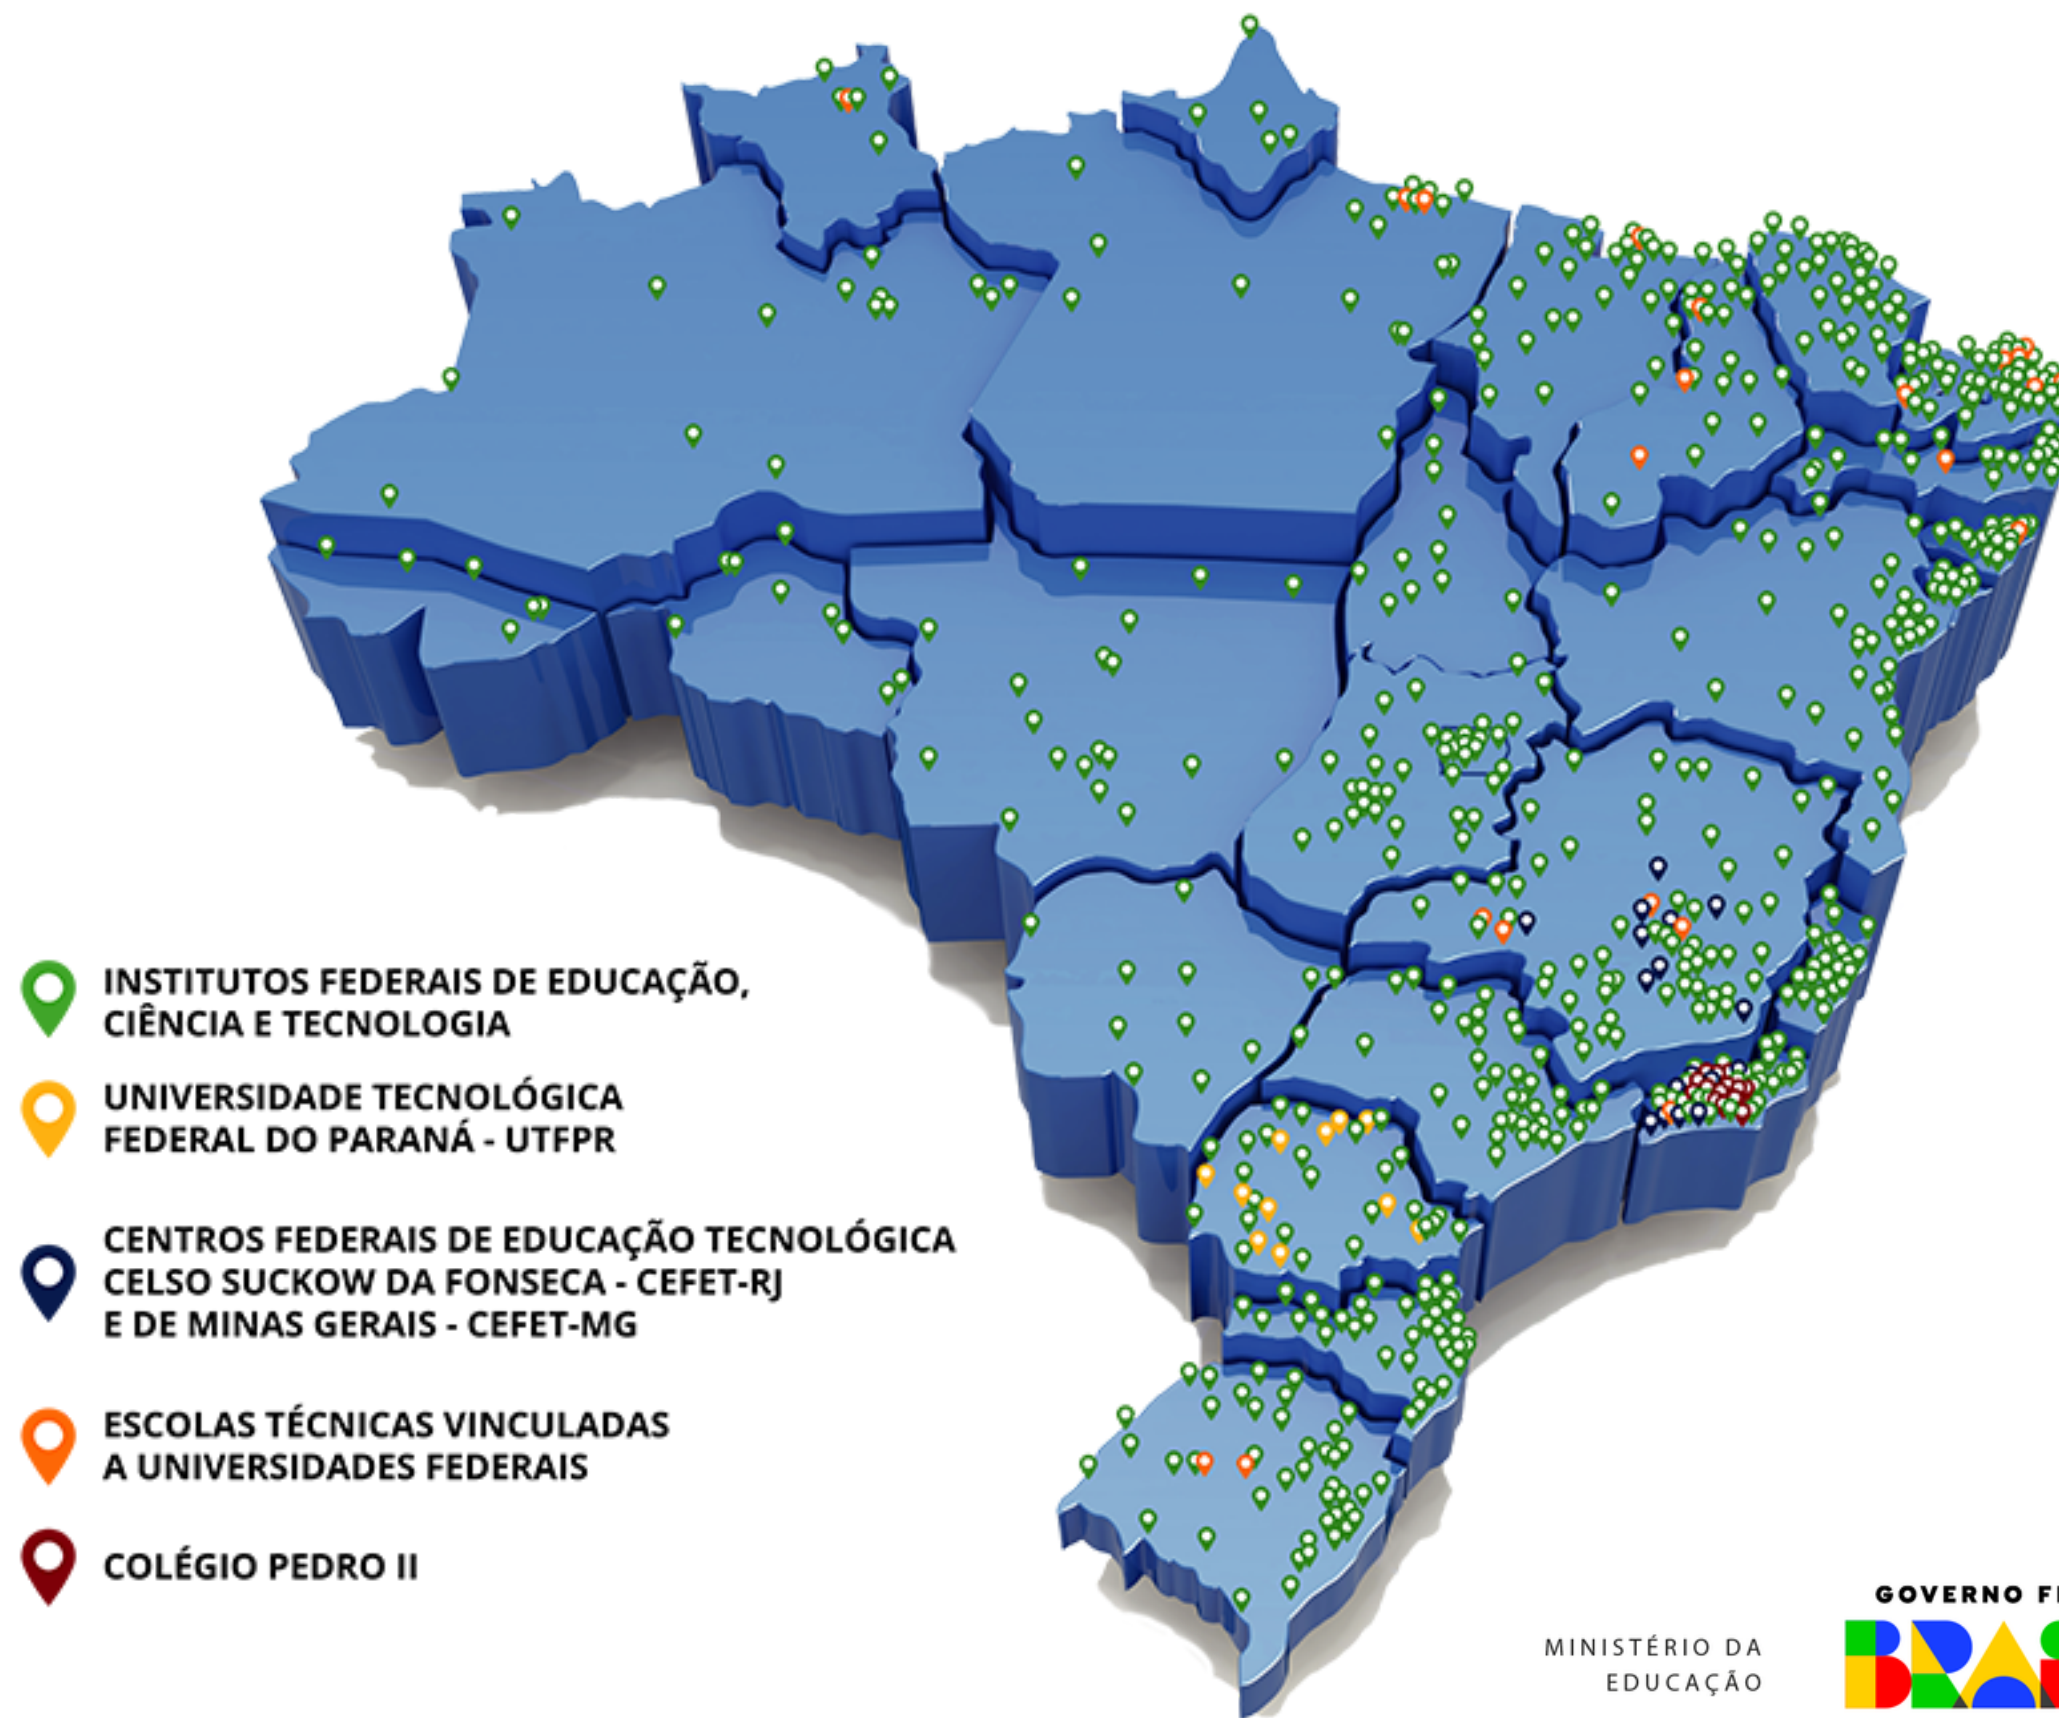 INSTITUTOS FEDERAIS DE EDUCAÇÃO,
CIÊNCIA E TECNOLOGIA
UNIVERSIDADE TECNOLÓGICA
FEDERAL DO PARANÁ - UTFPR
CENTROS FEDERAIS DE EDUCAÇÃO TECNOLÓGICA
CELSO SUCKOW DA FONSECA - CEFET-RJ
E DE MINAS GERAIS - CEFET-MG
ESCOLAS TÉCNICAS VINCULADAS
A UNIVERSIDADES FEDERAIS
COLÉGIO PEDRO II
MINISTÉRIO DA
EDUCAÇÃO
GOVERNO
BRA